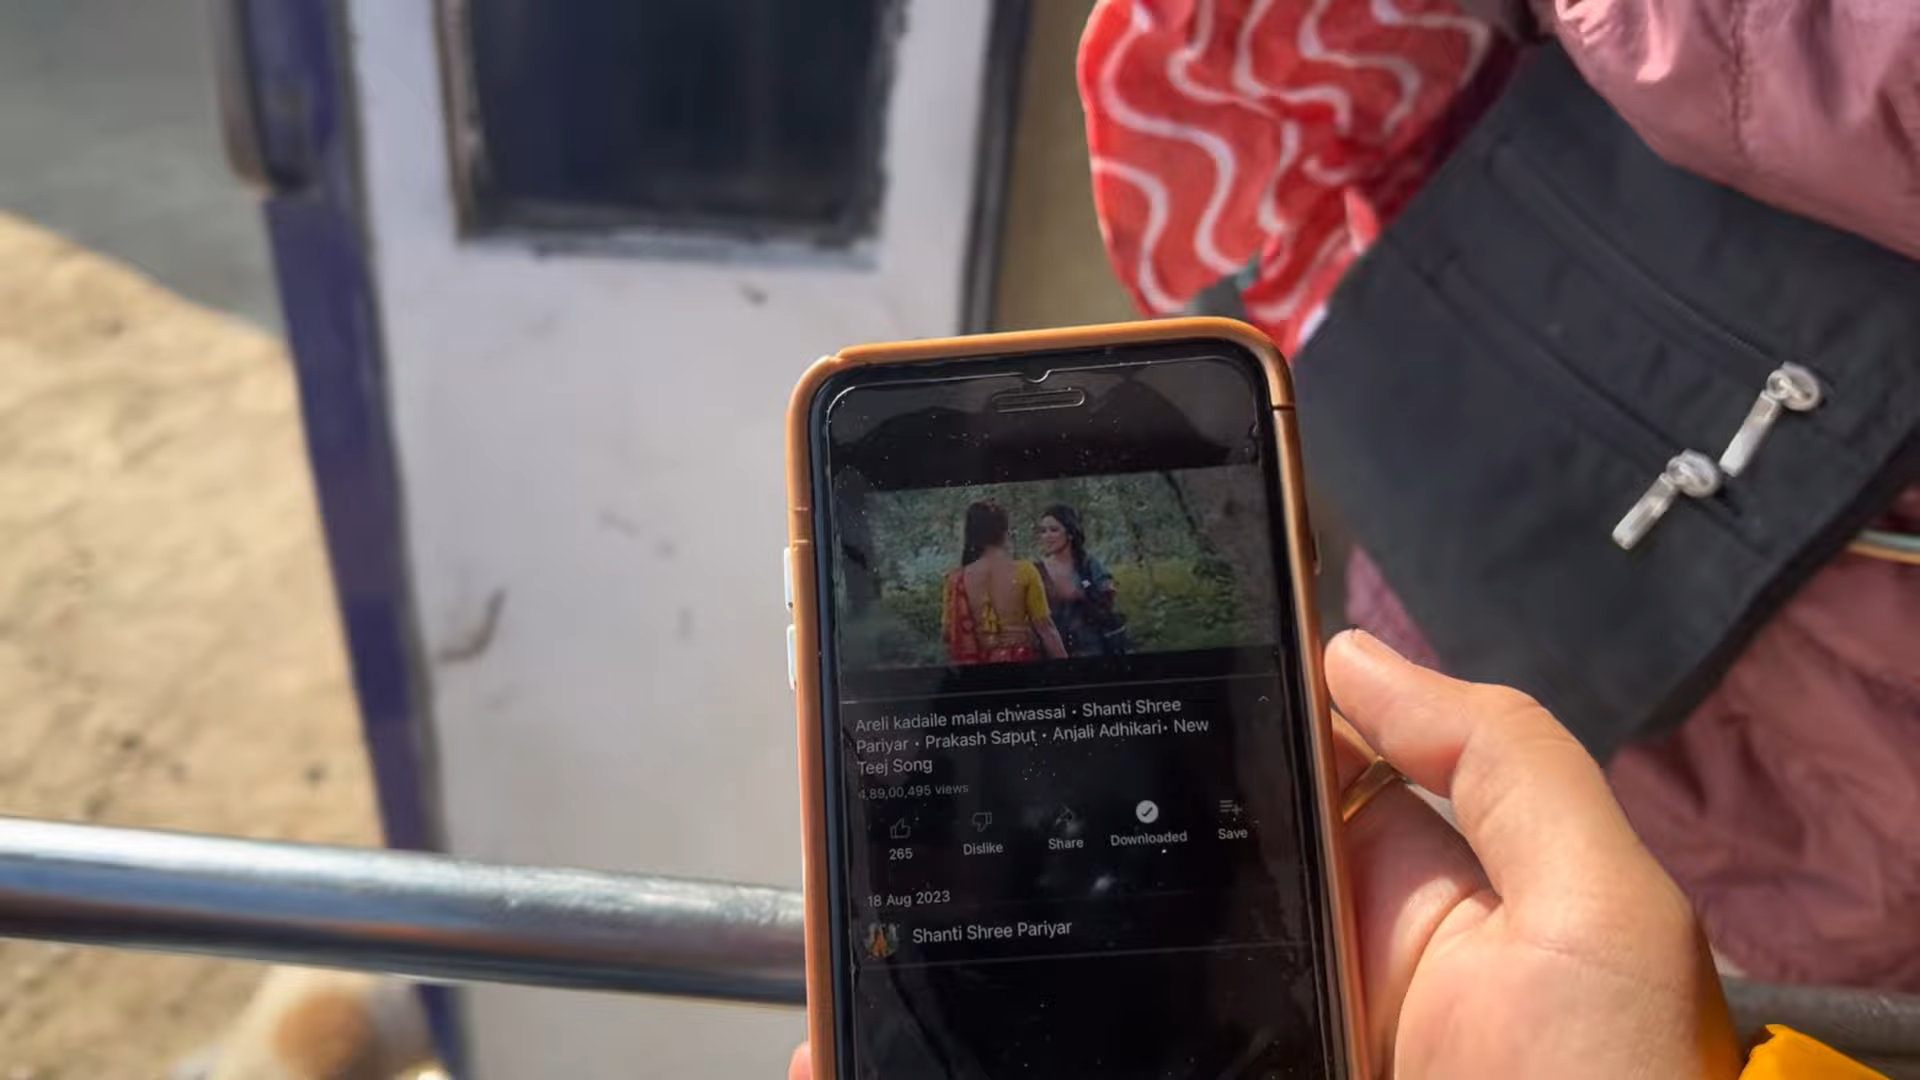 Areli kadaile malai chwassai • Shanti Shree
Pariyar • Prakash Saput • Anjali Adhikari• New
Teej Song
4,89,00,495 views
265
Dislike
Share
Downloaded
Save
18 Aug 2023
Shanti Shree Pariyar